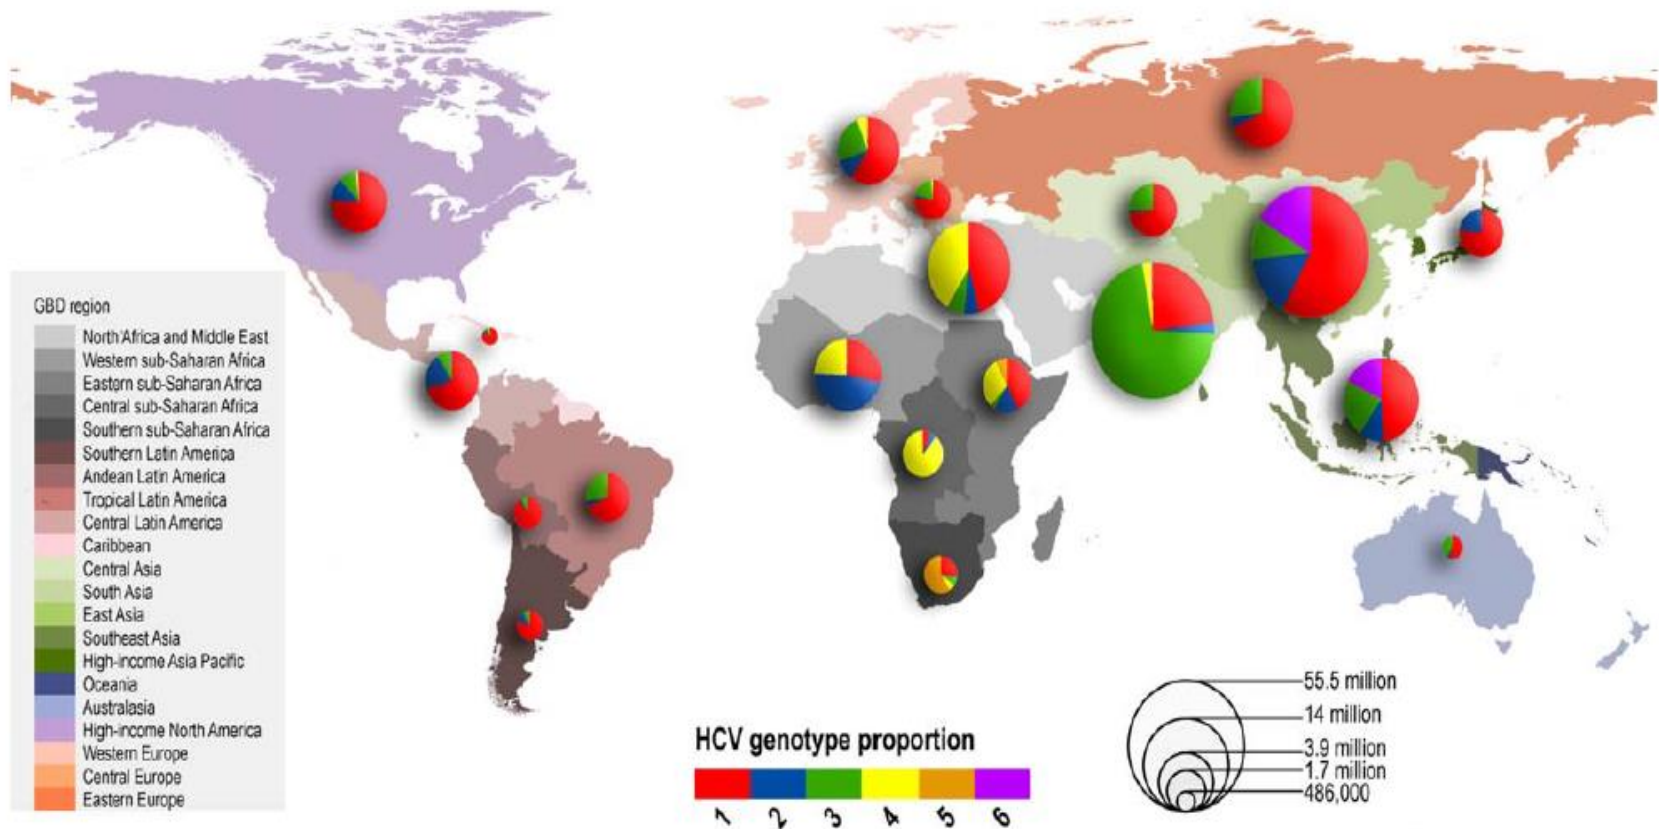 GBD region
North Africa and Middle East
Western sub-Saharan Africa
Eastern sub-Saharan Africa
Central sub-Saharan Africa
Southern sub-Saharan Africa
Southern Latin America
Andean Latin America
Tropical Latin America
Central Latin America
Caribbean
Central Asia
South Asia
East Asia
Southeast Asia
High-income Asia Pacific
Oceania
Australasia
High-income North America
Western Europe
Central Europe
Eastern Europe
HCV genotype proportion
1 2 3 4 5 6
55.5 million
14 million
3.9 million
1.7 million
486,000